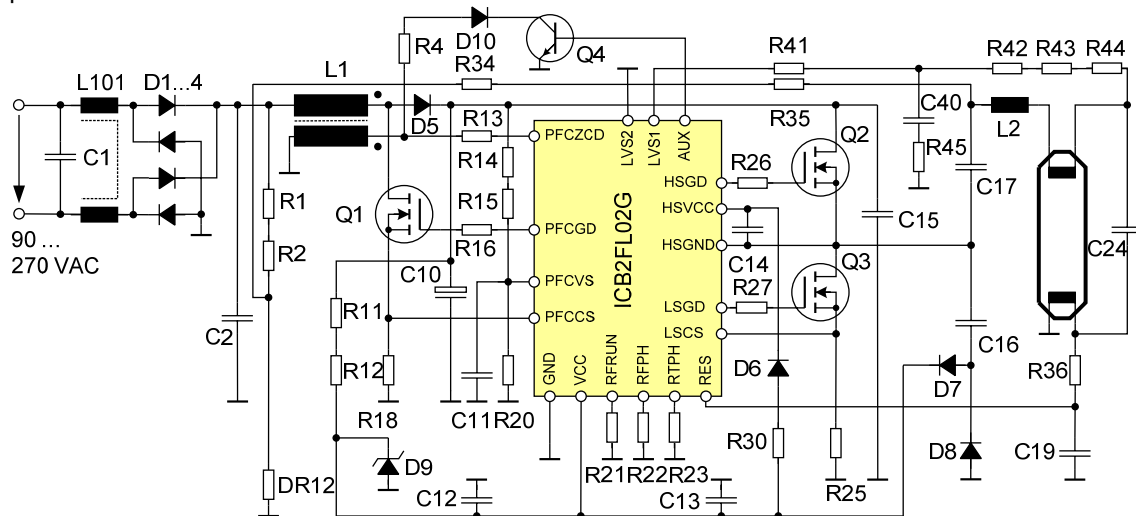 D10
Q4
R4
R34
R41
R42 R43 R44
L101 D1...4
L1
D5
R13
PFCZCD
LVS2
LVS1
AUX
R35
C40
L2
C1
R14
R45
Q2
R26
HSGD
C17
R1
R15
Q1
HSVCC
C15
R16
PFCGD
ICB2FL02G
HSGND
C14
C24
90 ...
270 VAC
R2
C10
PFCVS
Q3
R27
LSGD
R11
PFCCS
LSCS
C2
C16
R12
D6
D7
R36
GND
VCC
RFRUN
RFPH
RTPH
RES
R18
C11
R20
R30
D8
C19
D9
R21
R22
R23
R25
DR12
C12
C13